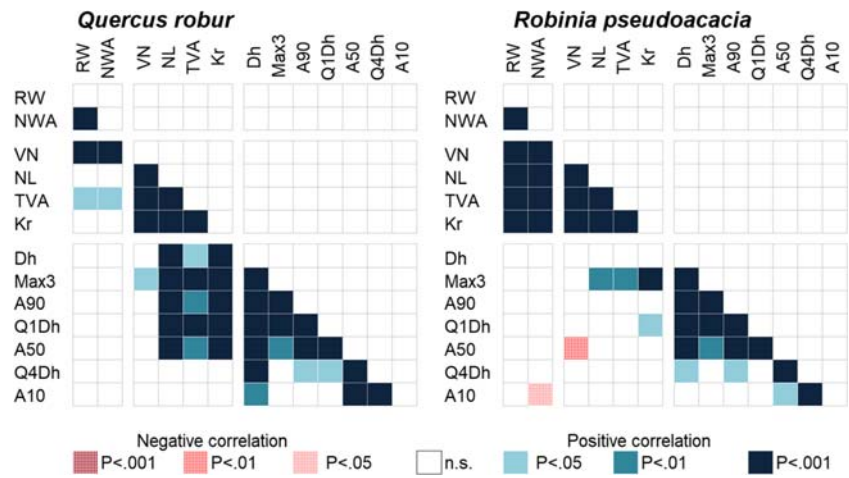 Quercus robur
Robinia pseudoacacia
RW NWA VN NL TVA Kr Dh Max3 A90 Q1Dh A50 Q4Dh A10
RW NWA VN NL TVA Kr Dh Max3 A90 Q1Dh A50 Q4Dh A10
RW
NWA
VN
NL
TVA
Kr
Dh
Max3
A90
Q1Dh
A50
Q4Dh
A10
RW
NWA
VN
NL
TVA
Kr
Dh
Max3
A90
Q1Dh
A50
Q4Dh
A10
Negative correlation
Positive correlation
P<.001 P<.01 P<.05 n.s. P<.05 P<.01 P<.001